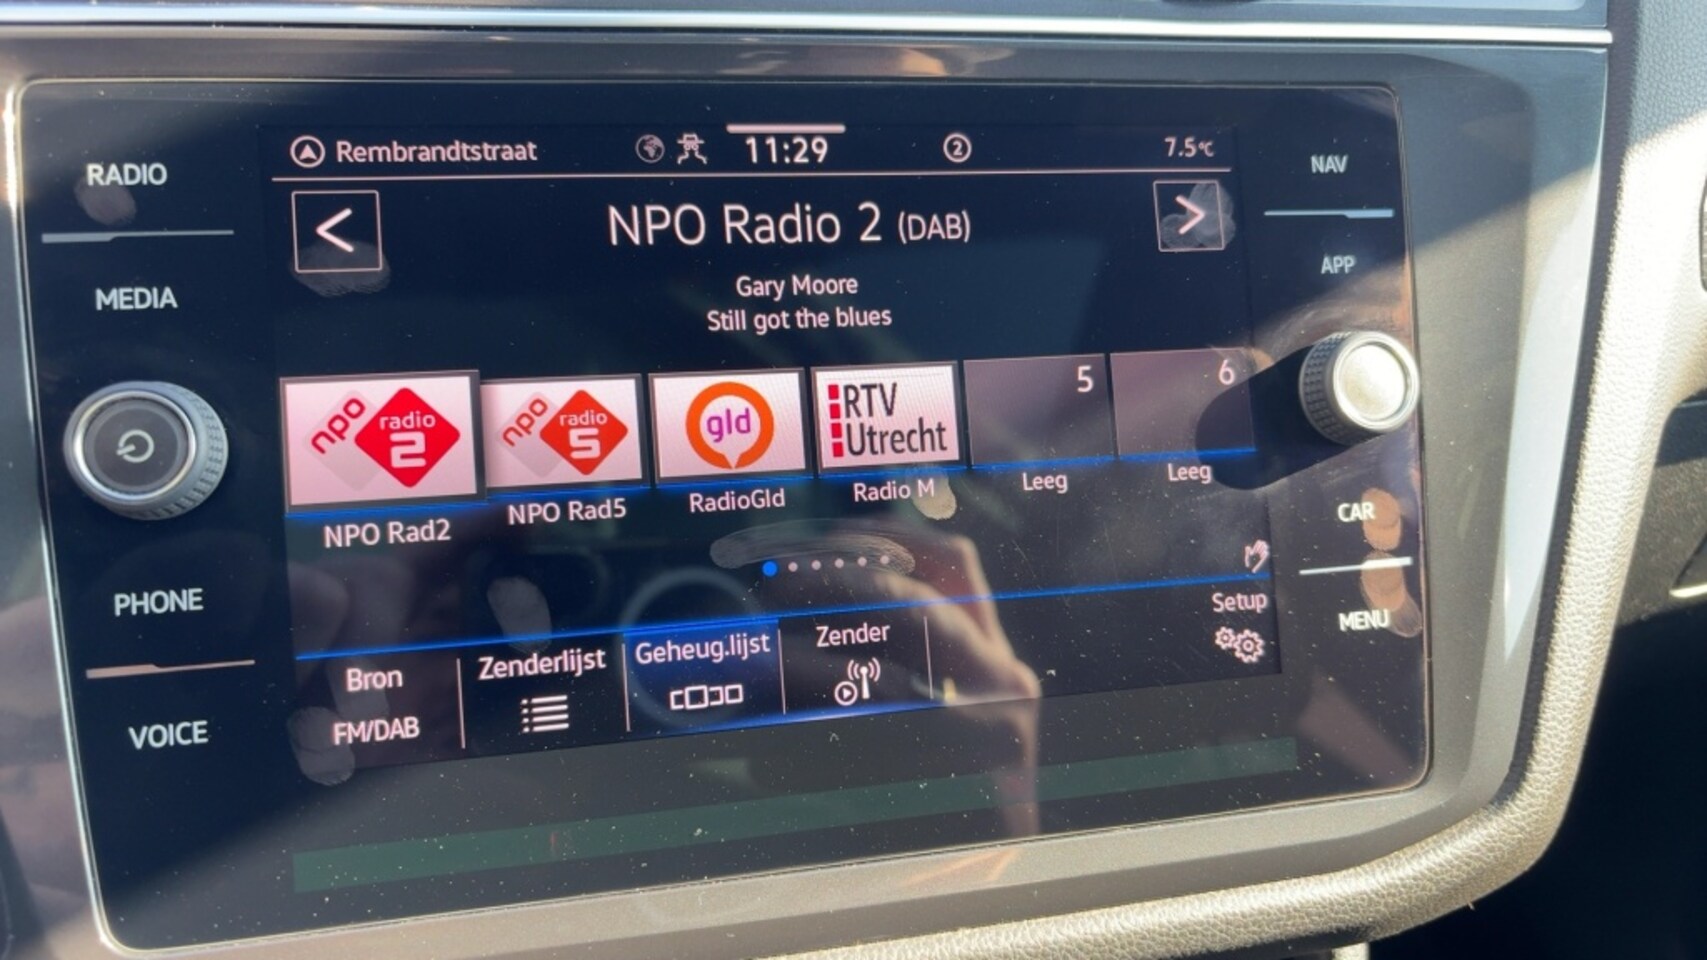 RADIO
MEDIA
PHONE
VOICE
Rembrandtstraat
11:29
2
7.5°C
<
NPO Radio 2 (DAB)
>
Gary Moore
Still got the blues
npo radio 2
npo radio 5
gld
RTV
Utrecht
5
6
NPO Rad2
NPO Rad5
RadioGld
Radio M
Leeg
Leeg
Bron
FM/DAB
Zenderlijst
Geheug.lijst
Zender
Setup
NAV
APP
CAR
MENU